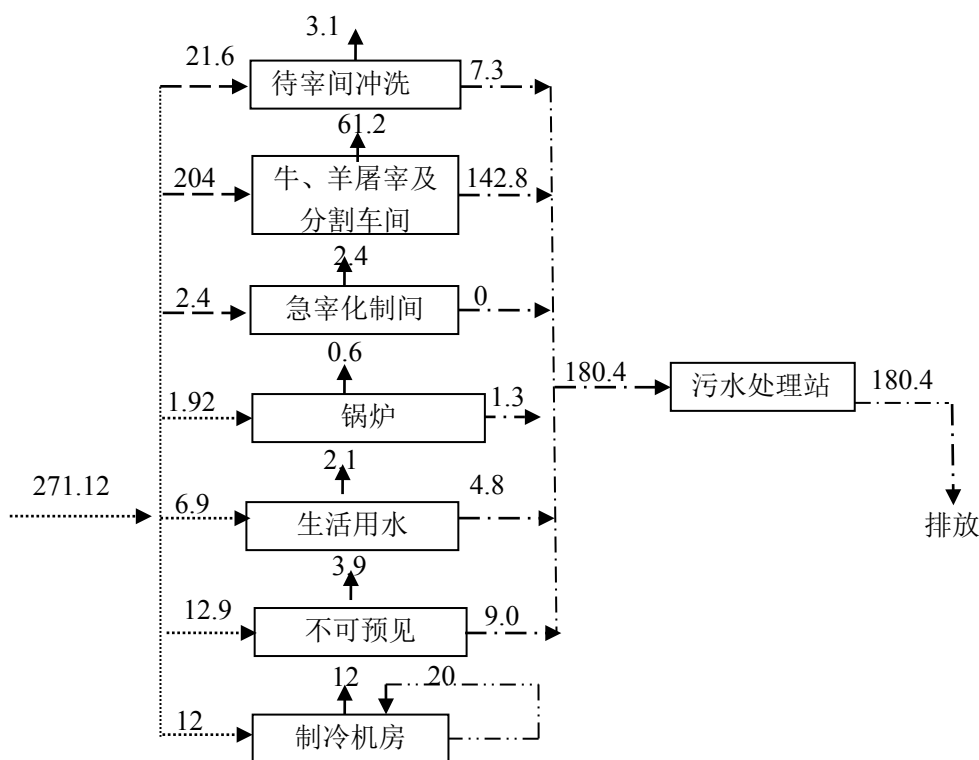 3.1
21.6
待宰间冲洗
7.3
61.2
204
牛、羊屠宰及
分割车间
142.8
2.4
2.4
急宰化制间
0
0.6
1.92
锅炉
1.3
180.4
污水处理站
180.4
2.1
271.12
6.9
生活用水
4.8
排放
3.9
12.9
不可预见
9.0
12
20
12
制冷机房